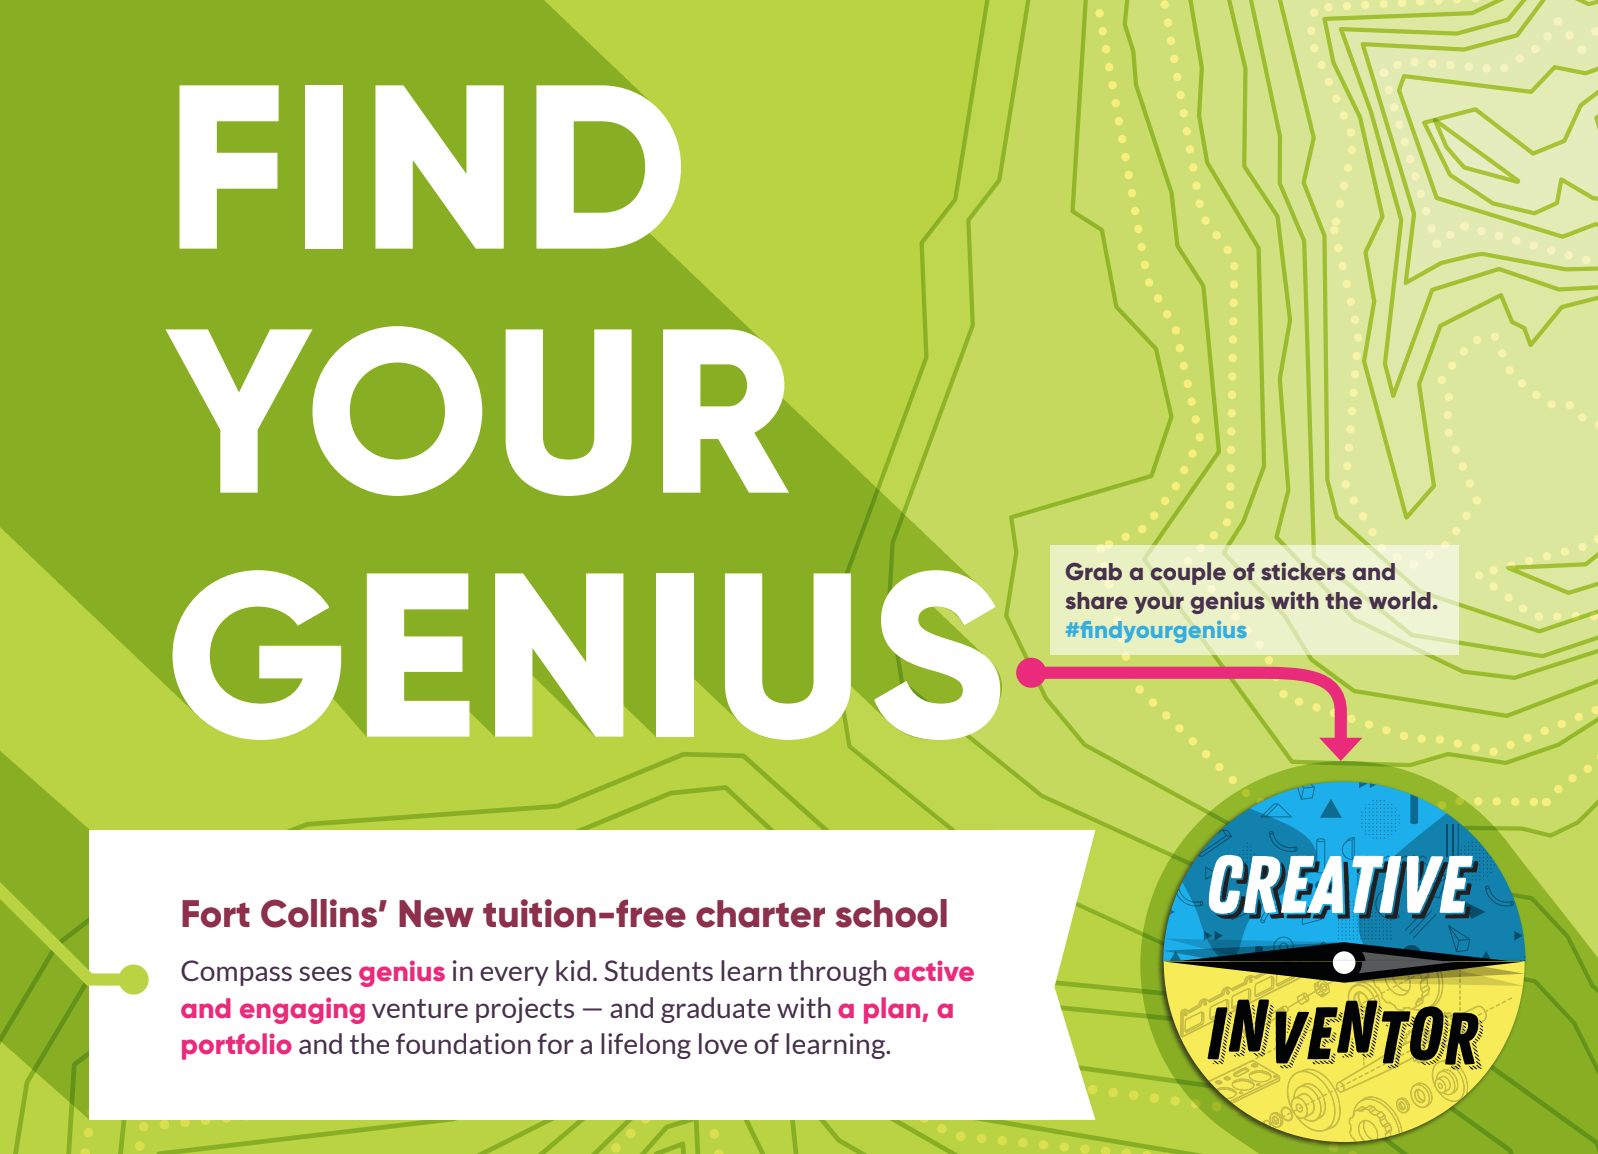 FIND
YOUR
GENIUS
Grab a couple of stickers and
share your genius with the world.
#findyourgenius
Fort Collins’ New tuition-free charter school
Compass sees genius in every kid. Students learn through active
and engaging venture projects — and graduate with a plan, a
portfolio and the foundation for a lifelong love of learning.
CREATIVE
INVENTOR